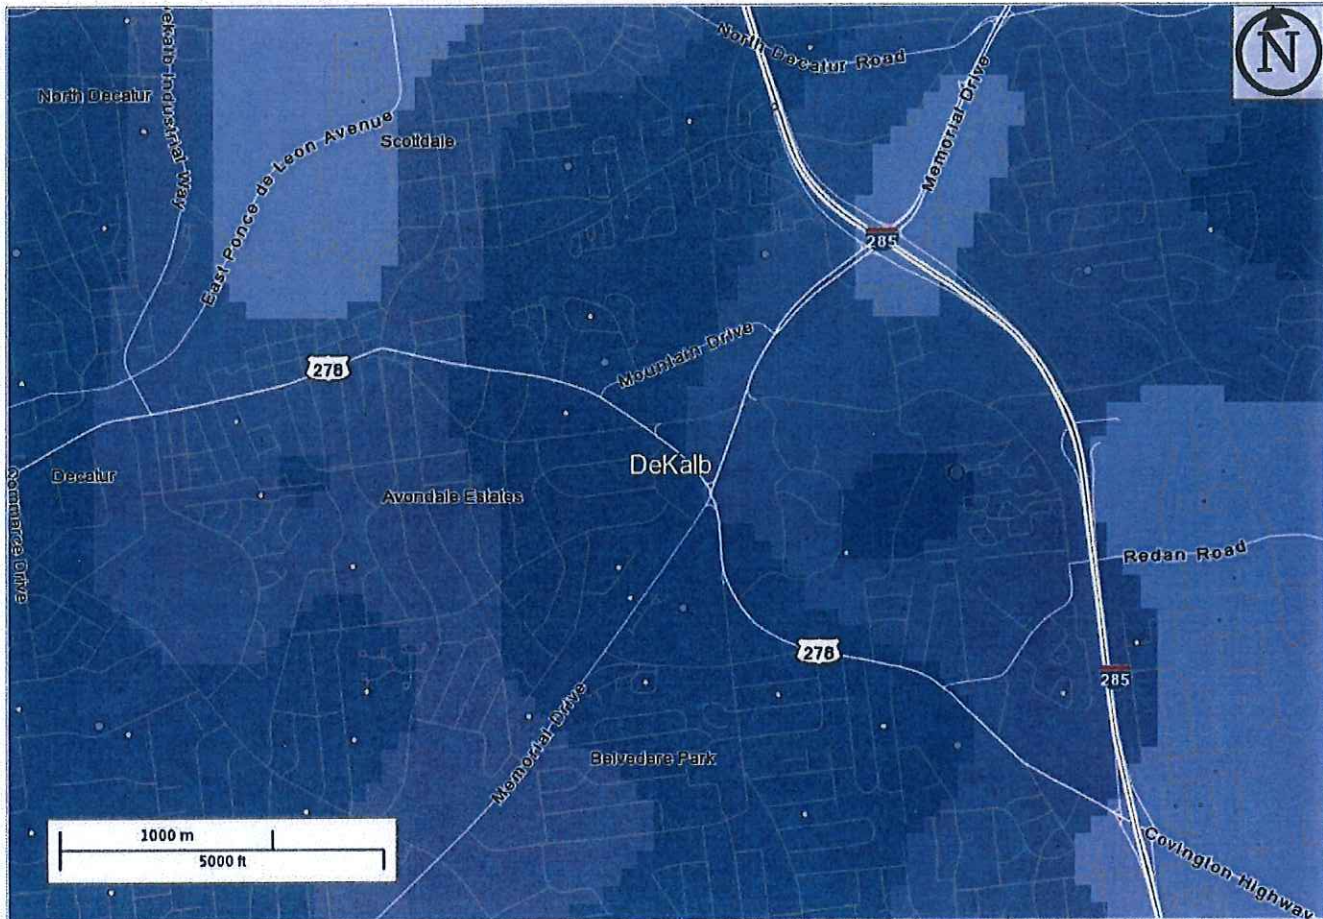 Dekalb-Industrial-Way
North Decatur Road
N
Memorial Drive
North Decatur
East Ponce de Leon Avenue
Scottdale
285
Mountain Drive
278
DeKalb
Decatur
Avondale Estates
Commerce Drive
Redan Road
278
285
Memorial Drive
Belvedere Park
1000 m
5000 ft
Covington Highway